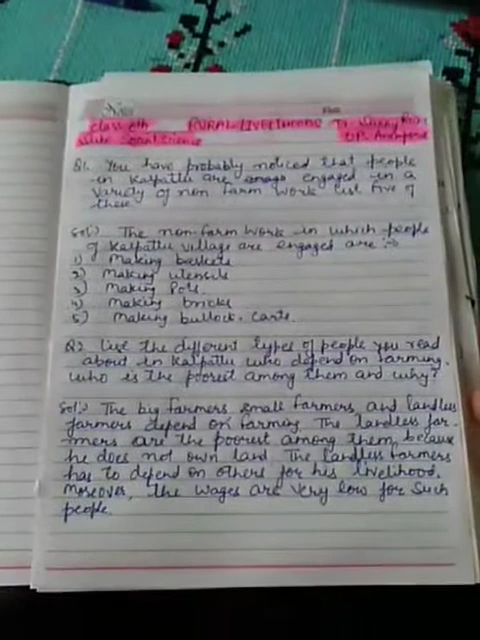 Class 6th RURAL-LIVELIHOODS T. Sunny
Sub: Social Science UPS
Q1. You have probably noticed that people
in Kalpattu are engaged in a
variety of non farm work list five of
these
Sol:) The non-farm work in which people
of Kalpattu village are engaged are :->
1) Making baskets
2) Making utensils
3) Making Pots.
4) Making bricks
5) Making bullock-carts.
Q2) List the different types of people you read
about in Kalpattu who depend on farming.
Who is the poorest among them and why?
Sol:) The big farmers small farmers and landless
farmers depend on farming. The landless far-
mers are the poorest among them because
he does not own land The landless farmers
has to depend on others for his livelihood.
Moreover, the wages are very low for such
people.